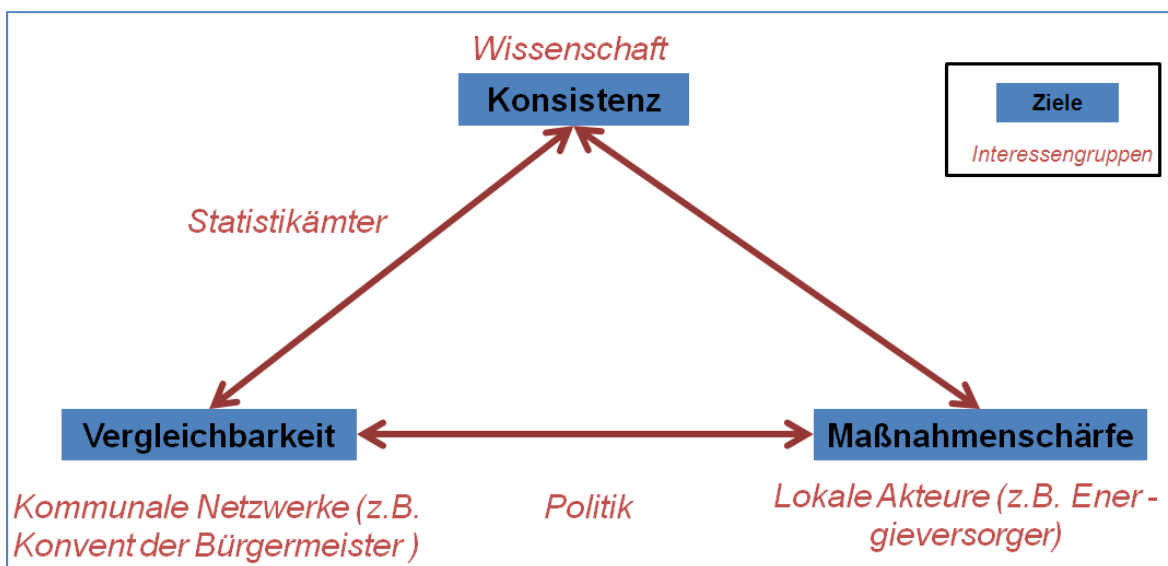 Wissenschaft
Konsistenz
Ziele
Interessengruppen
Statistikämter
Vergleichbarkeit
Maßnahmenschärfe
Kommunale Netzwerke (z.B.
Konvent der Bürgermeister )
Politik
Lokale Akteure (z.B. Ener -
gieversorger)